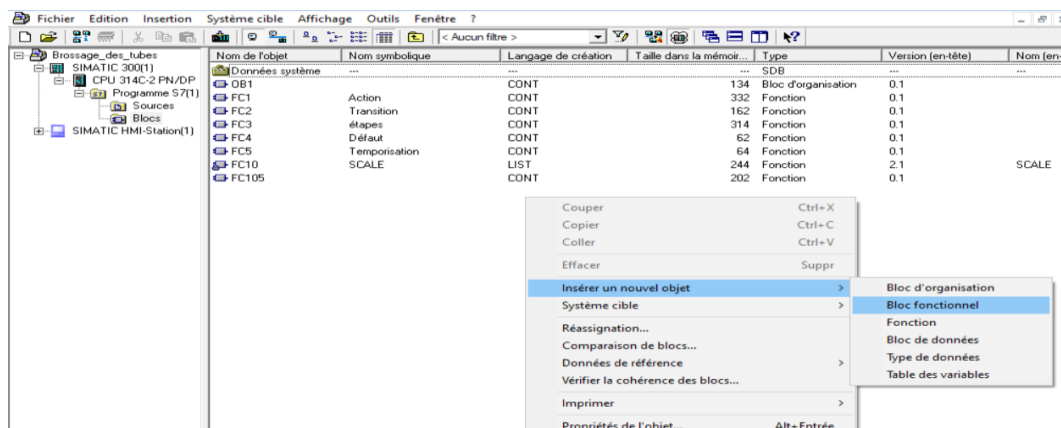 Fichier Edition Insertion Système cible Affichage Outils Fenêtre ?
< Aucun filtre >
Brossage_des_tubes
SIMATIC 300(1)
CPU 314C-2 PN/DP
Programme S7(1)
Sources
Blocs
SIMATIC HMI-Station(1)
Nom de l'objet Nom symbolique Langage de création Taille dans la mémoir... Type Version (en-tête) Nom (en-
Données système ... ... ... SDB ... ...
OB1 CONT 134 Bloc d'organisation 0.1
FC1 Action CONT 332 Fonction 0.1
FC2 Transition CONT 162 Fonction 0.1
FC3 étapes CONT 314 Fonction 0.1
FC4 Défaut CONT 62 Fonction 0.1
FC5 Temporisation CONT 64 Fonction 0.1
FC10 SCALE LIST 244 Fonction 2.1 SCALE
FC105 CONT 202 Fonction 0.1
Couper Ctrl+X
Copier Ctrl+C
Coller Ctrl+V
Effacer Suppr
Insérer un nouvel objet >
Système cible >
Réassignation...
Comparaison de blocs...
Données de référence >
Vérifier la cohérence des blocs...
Imprimer >
Propriétés de l'objet... Alt+Entrée
Bloc d'organisation
Bloc fonctionnel
Fonction
Bloc de données
Type de données
Table des variables